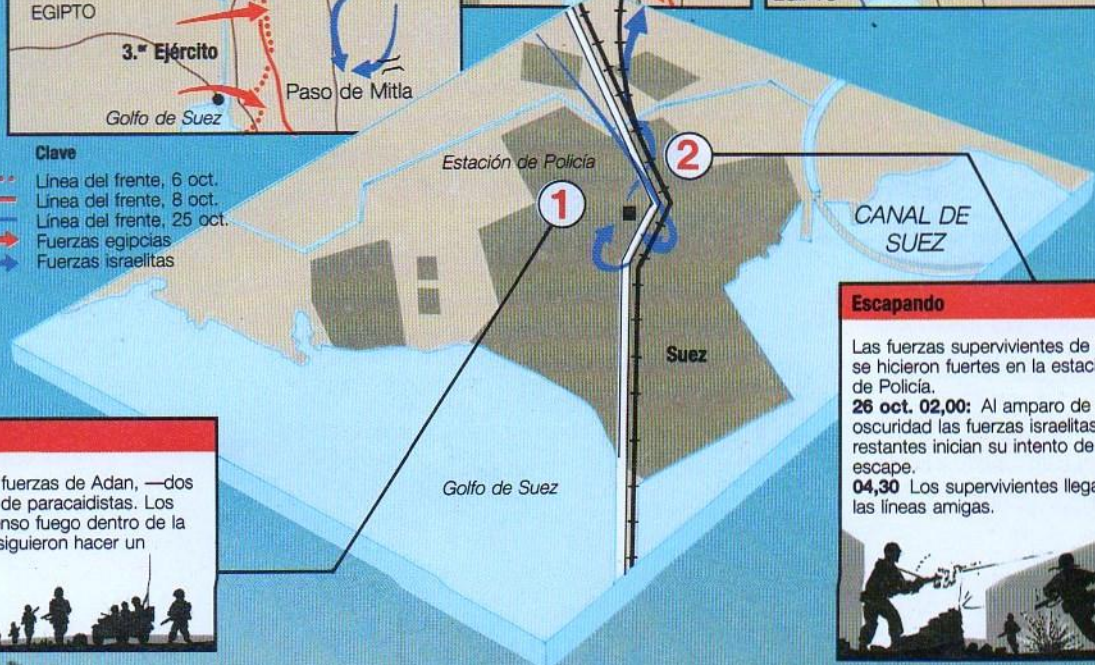 EGIPTO
3.er Ejército
Paso de Mitla
Golfo de Suez
Clave
Línea del frente, 6 oct.
Línea del frente, 8 oct.
Línea del frente, 25 oct.
Fuerzas egipcias
Fuerzas israelitas
Estación de Policía
1
2
CANAL DE
SUEZ
Suez
Golfo de Suez
fuerzas de Adan, —dos
de paracaidistas. Los
fuego dentro de la
hacer un
Escapando
Las fuerzas supervivientes de
se hicieron fuertes en la
de Policía.
26 oct. 02,00: Al amparo de
oscuridad las fuerzas israelitas
restantes inician su intento de
escape.
04,30 Los supervivientes
las líneas amigas.